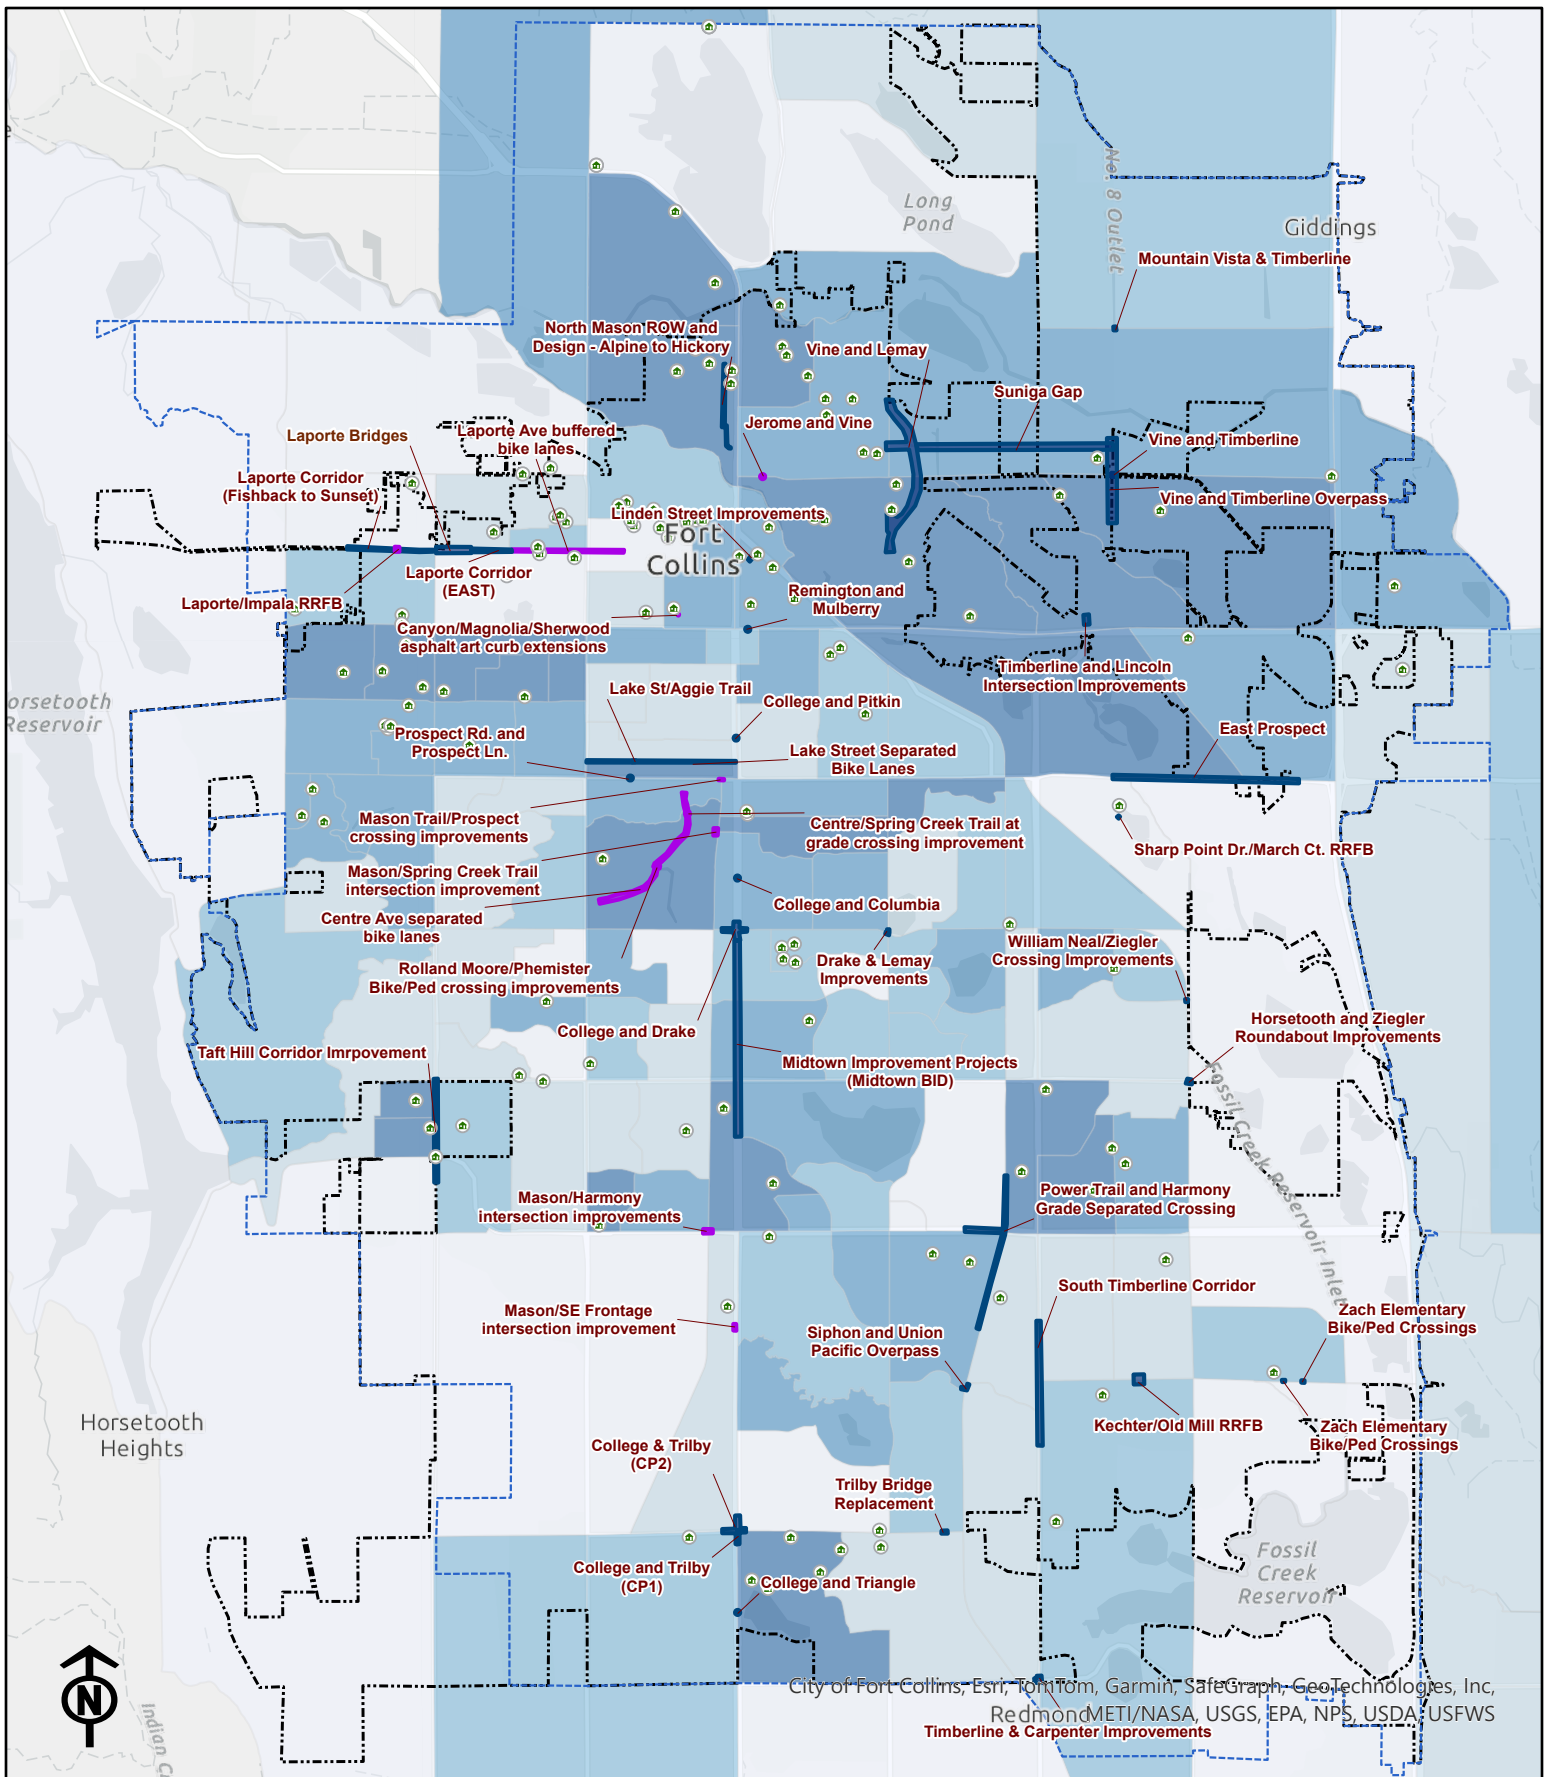 Long
Pond
No. 8 Outlet
Giddings
Mountain Vista & Timberline
North Mason ROW and
Design - Alpine to Hickory
Vine and Lemay
Suniga Gap
Jerome and Vine
Laporte Ave buffered
bike lanes
Laporte Bridges
Vine and Timberline
Laporte Corridor
(Fishback to Sunset)
Vine and Timberline Overpass
Linden Street Improvements
Fort
Collins
Laporte Corridor
(EAST)
Laporte/Impala RRFB
Remington and
Mulberry
Canyon/Magnolia/Sherwood
asphalt art curb extensions
Timberline and Lincoln
Intersection Improvements
Lake St/Aggie Trail
College and Pitkin
orsetooth
Reservoir
East Prospect
Prospect Rd. and
Prospect Ln.
Lake Street Separated
Bike Lanes
Mason Trail/Prospect
crossing improvements
Centre/Spring Creek Trail at
grade crossing improvement
Sharp Point Dr./March Ct. RRFB
Mason/Spring Creek Trail
intersection improvement
College and Columbia
Centre Ave separated
bike lanes
William Neal/Ziegler
Crossing Improvements
Drake & Lemay
Improvements
Rolland Moore/Phemister
Bike/Ped crossing improvements
College and Drake
Horsetooth and Ziegler
Roundabout Improvements
Taft Hill Corridor Imrpovement
Midtown Improvement Projects
(Midtown BID)
Fossil Creek Reservoir Inlet
Mason/Harmony
intersection improvements
Power Trail and Harmony
Grade Separated Crossing
South Timberline Corridor
Mason/SE Frontage
intersection improvement
Zach Elementary
Bike/Ped Crossings
Siphon and Union
Pacific Overpass
Horsetooth
Heights
Kechter/Old Mill RRFB
Zach Elementary
Bike/Ped Crossings
College & Trilby
(CP2)
Trilby Bridge
Replacement
Fossil
Creek
Reservoir
College and Trilby
(CP1)
College and Triangle
N
City of Fort Collins, Esri, TomTom, Garmin, SafeGraph, GeoTechnologies, Inc,
Redmond METI/NASA, USGS, EPA, NPS, USDA, USFWS
Timberline & Carpenter Improvements
Indian